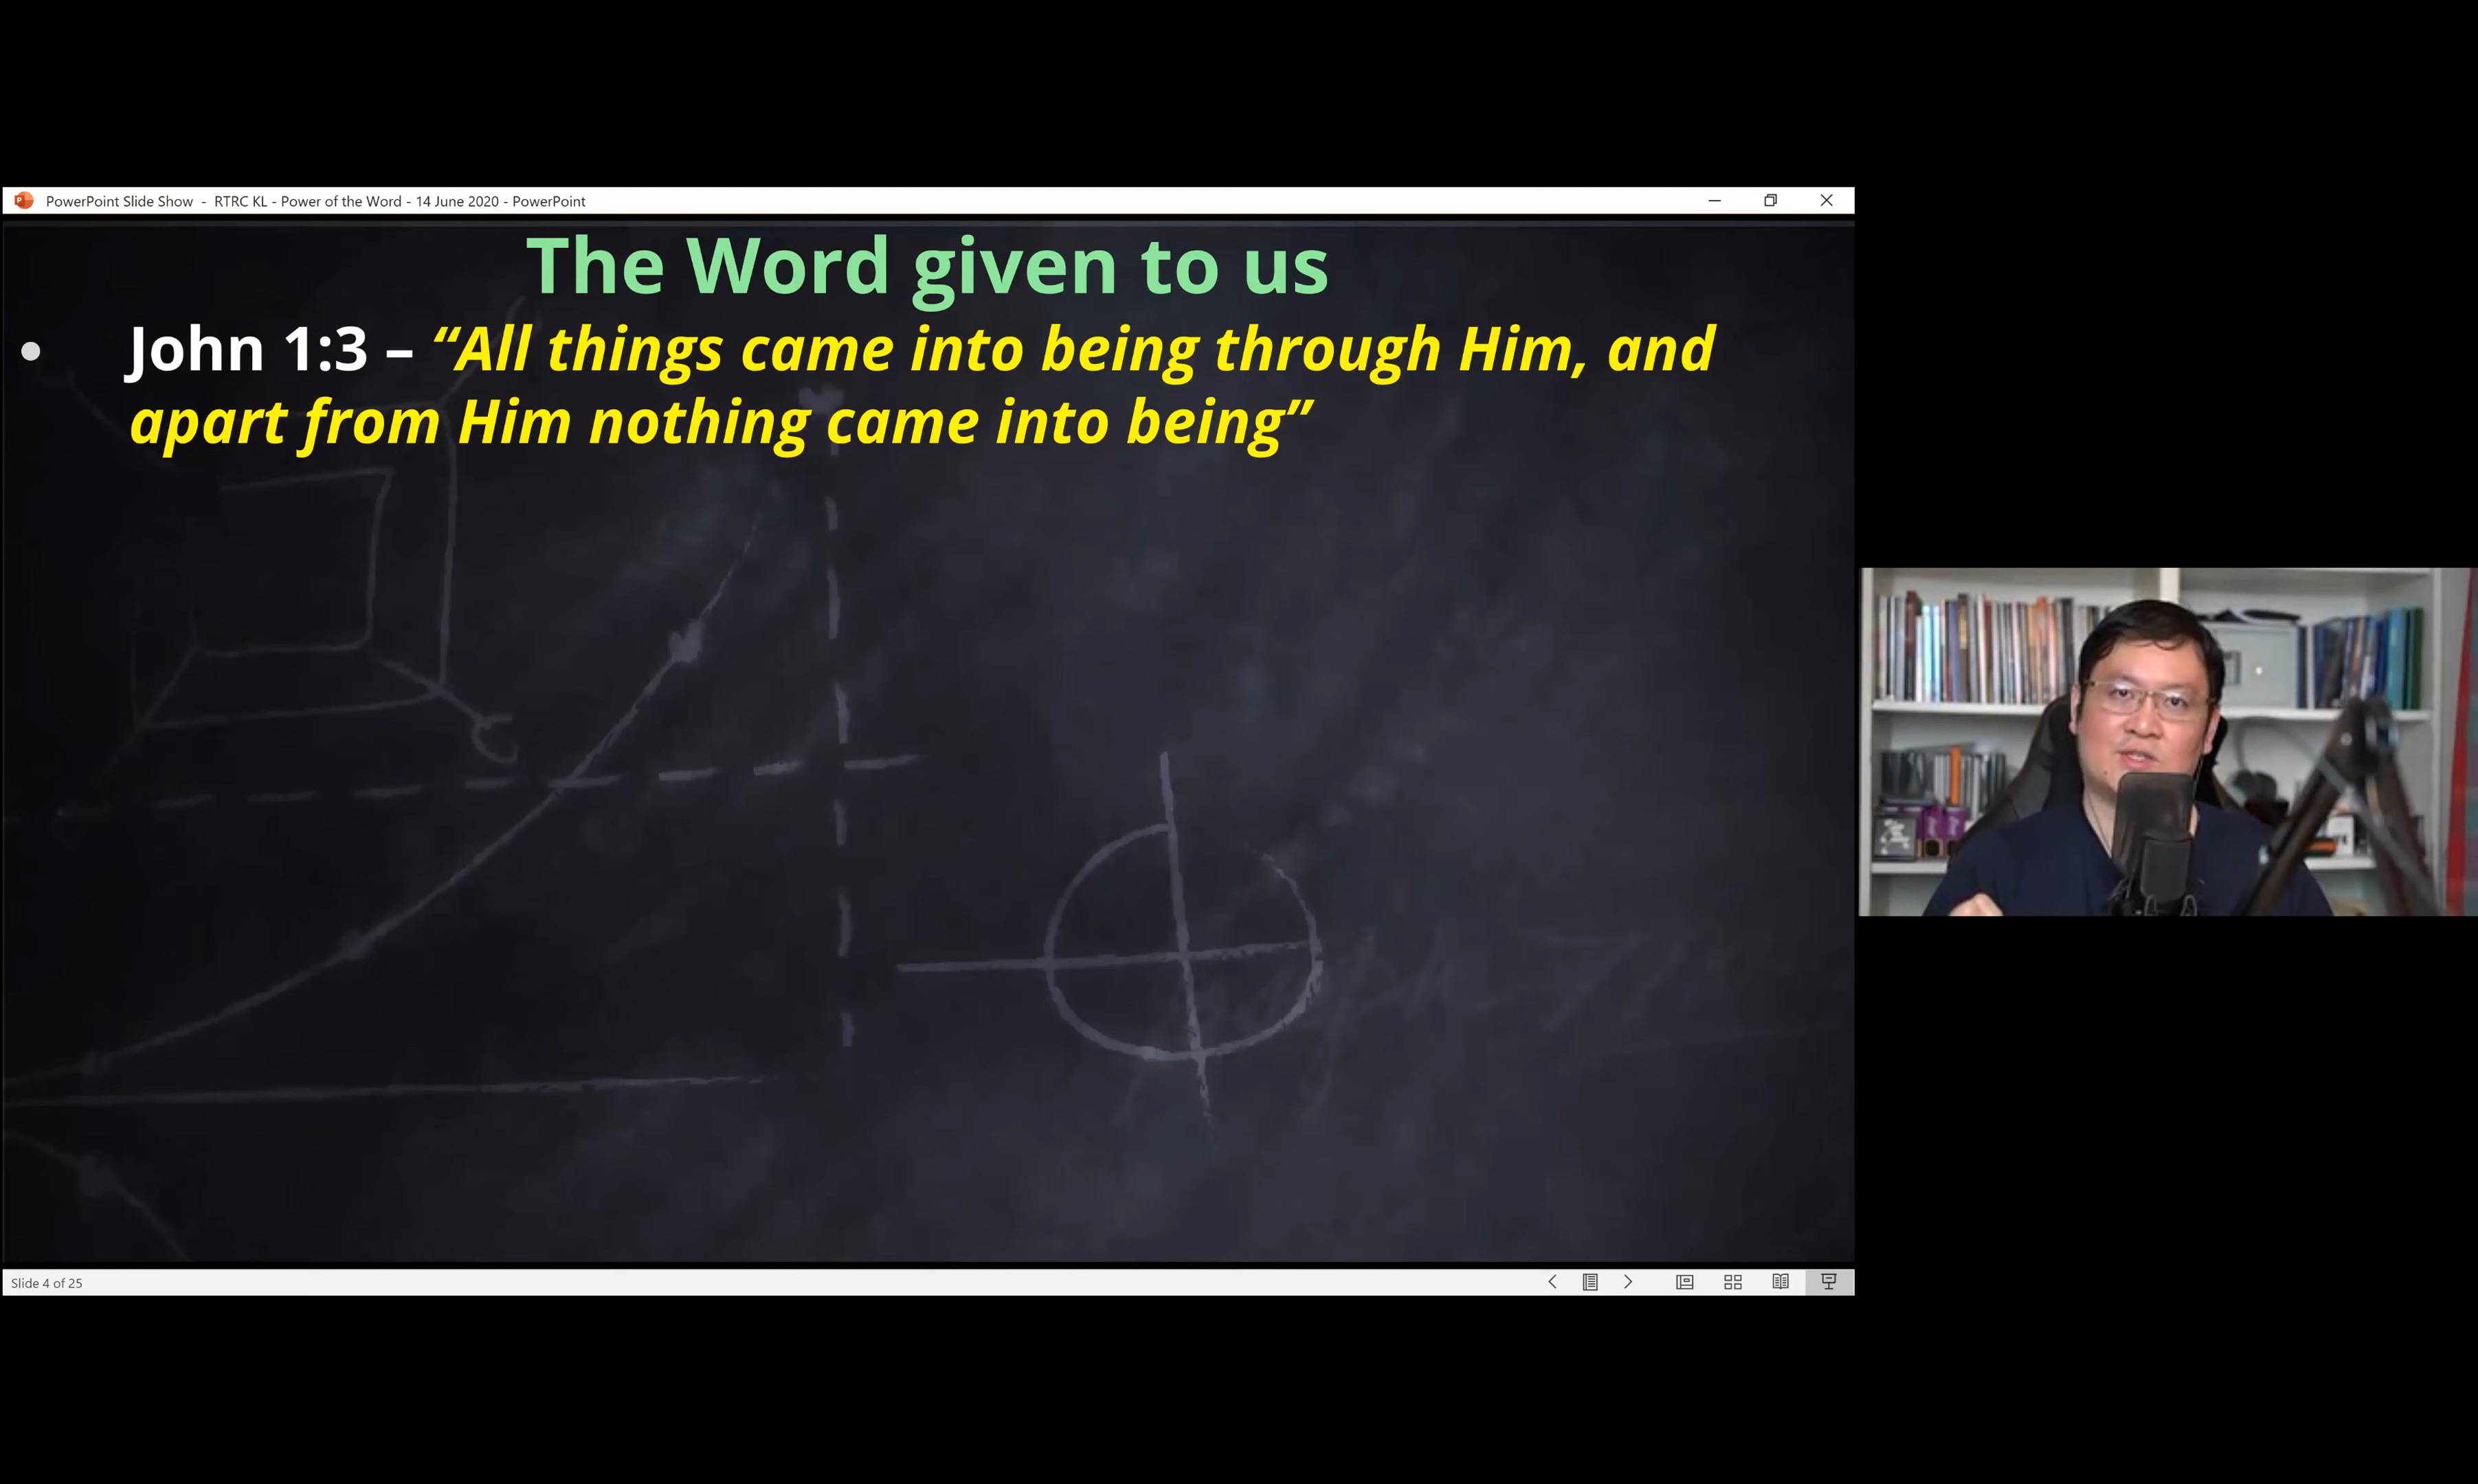 PowerPoint Slide Show - RTRC KL - Power of the Word - 14 June 2020 - PowerPoint
The Word given to us
• John 1:3 – “All things came into being through Him, and
apart from Him nothing came into being”
Slide 4 of 25